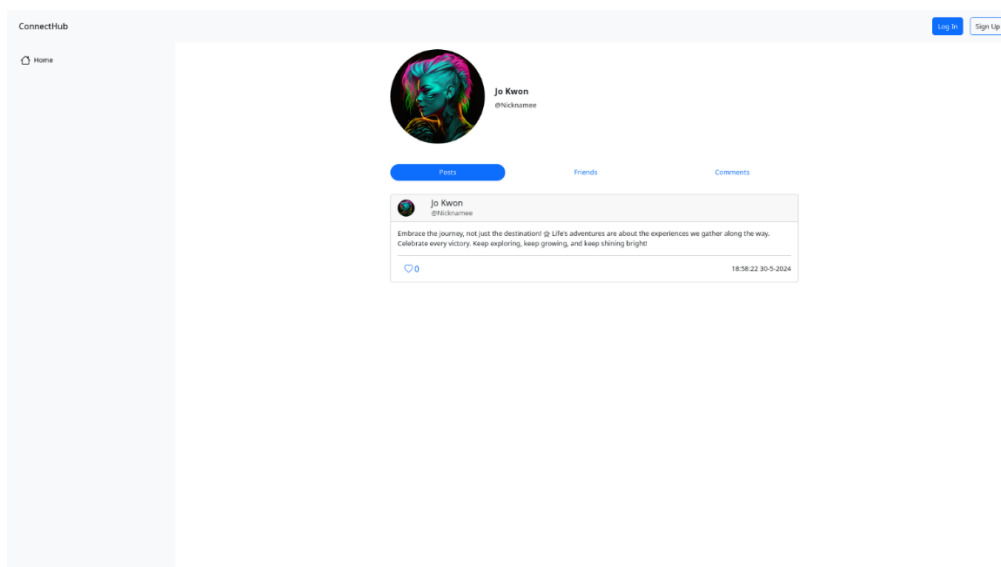 ConnectHub
Log In
Sign Up
Home
Jo Kwon
@Nicknamee
Posts
Friends
Comments
Jo Kwon
@Nicknamee
Embrace the journey, not just the destination! 🌟 Life's adventures are about the experiences we gather along the way.
Celebrate every victory. Keep exploring, keep growing, and keep shining bright!
0
18:58:22 30-5-2024